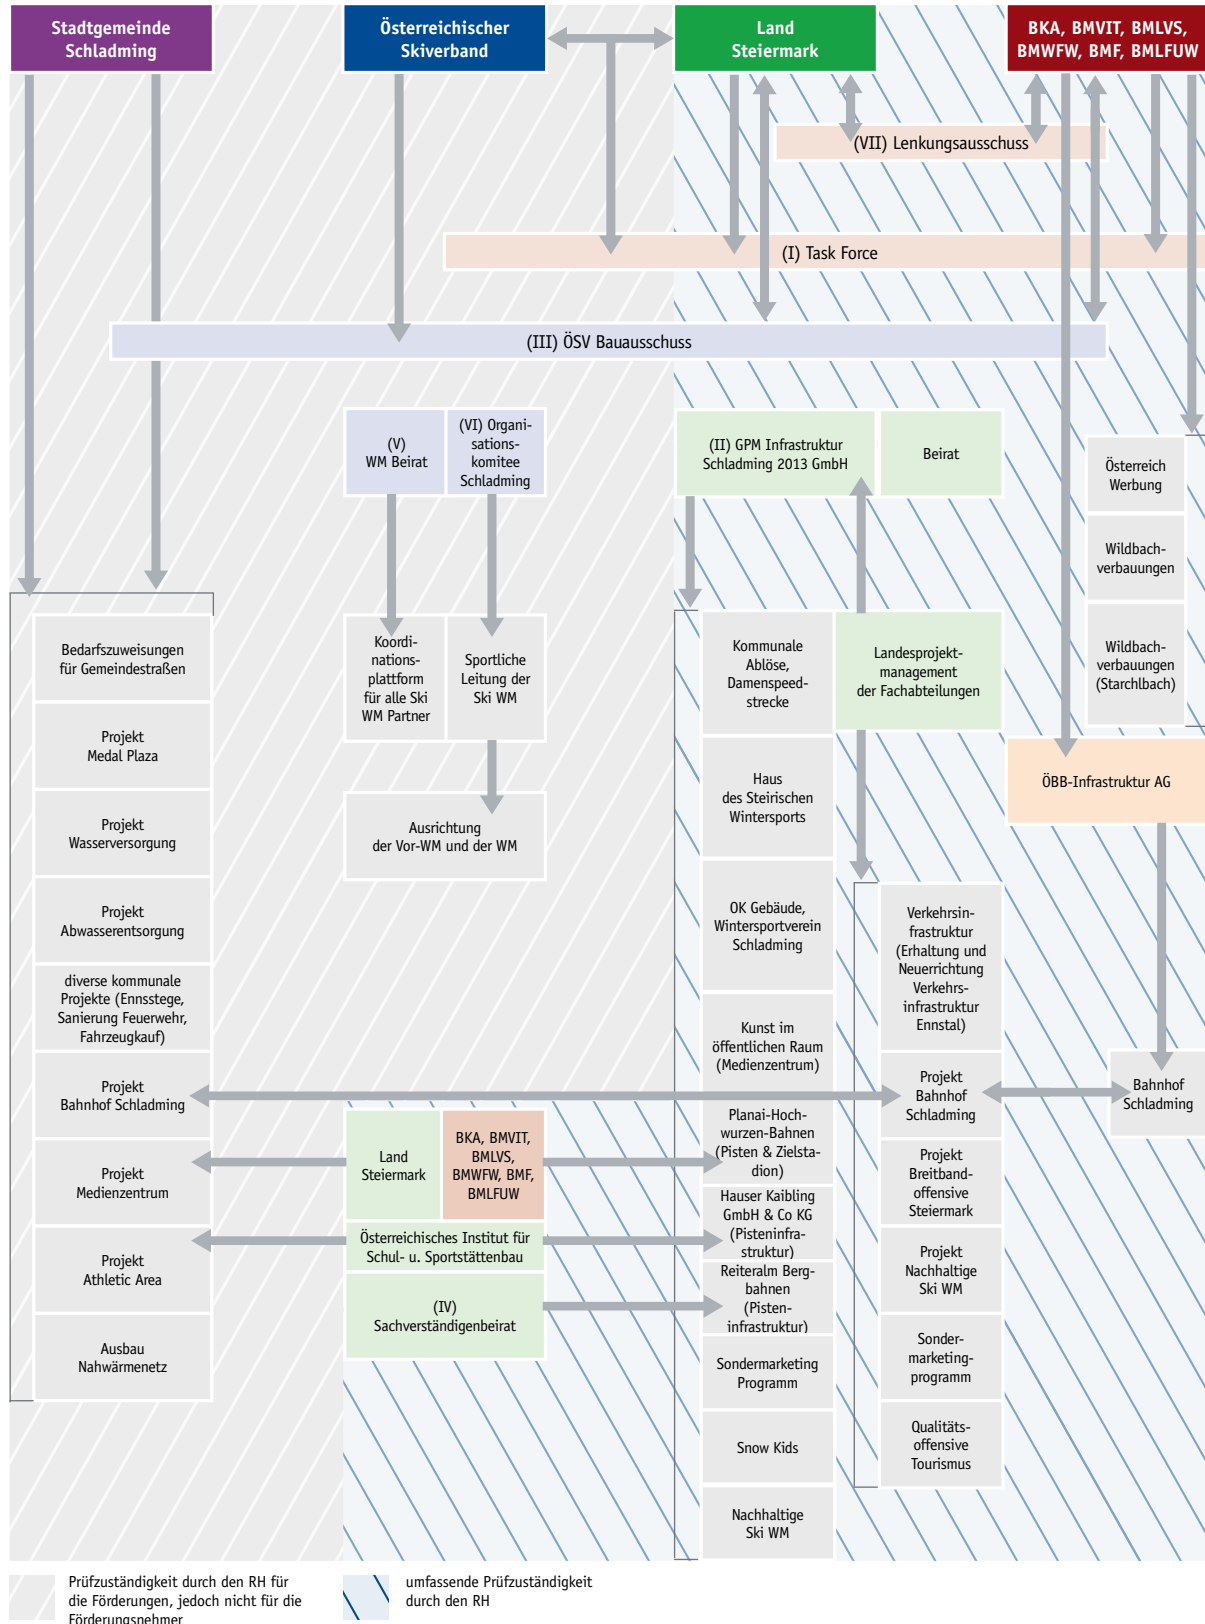 Stadtgemeinde
Schladming
Österreichischer
Skiverband
Land
Steiermark
BKA, BMVIT, BMLVS,
BMWFW, BMF, BMLFUW
(VII) Lenkungsausschuss
(I) Task Force
(III) ÖSV Bauausschuss
(V)
WM Beirat
(VI) Organi-
sations-
komitee
Schladming
(II) GPM Infrastruktur
Schladming 2013 GmbH
Beirat
Österreich
Werbung
Wildbach-
verbauungen
Wildbach-
verbauungen
(Starchlbach)
Bedarfszuweisungen
für Gemeindestraßen
Projekt
Medal Plaza
Projekt
Wasserversorgung
Projekt
Abwasserentsorgung
diverse kommunale
Projekte (Ennsstege,
Sanierung Feuerwehr,
Fahrzeugkauf)
Projekt
Bahnhof Schladming
Projekt
Medienzentrum
Projekt
Athletic Area
Ausbau
Nahwärmenetz
Koordi-
nations-
plattform
für alle Ski
WM Partner
Sportliche
Leitung der
Ski WM
Ausrichtung
der Vor-WM und der WM
Land
Steiermark
BKA, BMVIT,
BMLVS,
BMWFW, BMF,
BMLFUW
Österreichisches Institut für
Schul- u. Sportstättenbau
(IV)
Sachverständigenbeirat
Kommunale
Ablöse,
Damenspeed-
strecke
Haus
des Steirischen
Wintersports
OK Gebäude,
Wintersportverein
Schladming
Kunst im
öffentlichen Raum
(Medienzentrum)
Planai-Hoch-
wurzen-Bahnen
(Pisten & Zielsta-
dion)
Hauser Kaibling
GmbH & Co KG
(Pisteninfra-
struktur)
Reiteralm Berg-
bahnen
(Pisten-
infrastruktur)
Sondermarketing
Programm
Snow Kids
Nachhaltige
Ski WM
Landesprojekt-
management
der Fachabteilungen
Verkehrsin-
frastruktur
(Erhaltung und
Neuerrichtung
Verkehrs-
infrastruktur
Ennstal)
Projekt
Bahnhof
Schladming
Projekt
Breitband-
offensive
Steiermark
Projekt
Nachhaltige
Ski WM
Sonder-
marketing-
programm
Qualitäts-
offensive
Tourismus
ÖBB-Infrastruktur AG
Bahnhof
Schladming
Prüfzuständigkeit durch den RH für
die Förderungen, jedoch nicht für die
Förderungsnehmer
umfassende Prüfzuständigkeit
durch den RH